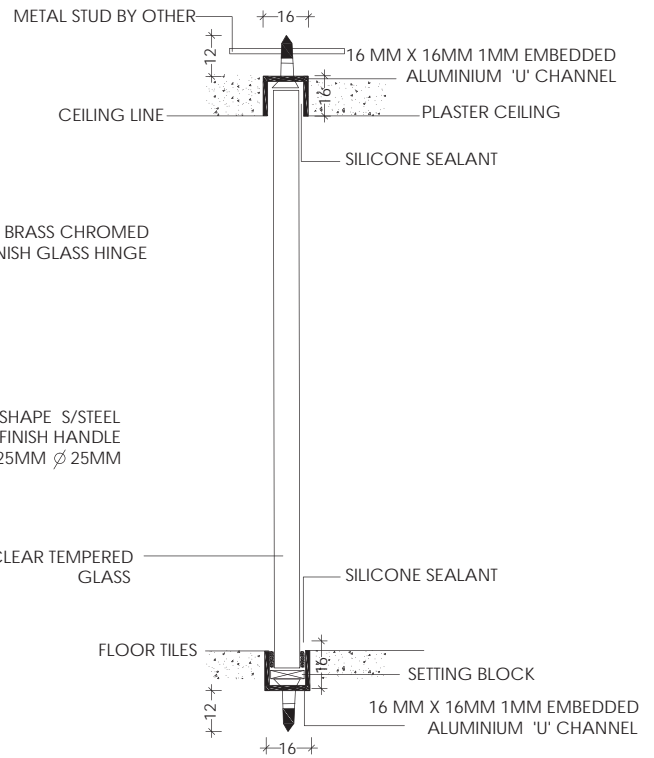 METAL STUD BY OTHER
16
12
16 MM X 16MM 1MM EMBEDDED
ALUMINIUM 'U' CHANNEL
16
CEILING LINE
PLASTER CEILING
SILICONE SEALANT
BRASS CHROMED
NISH GLASS HINGE
SHAPE S/STEEL
FINISH HANDLE
25MM Ø 25MM
CLEAR TEMPERED
GLASS
SILICONE SEALANT
FLOOR TILES
16
SETTING BLOCK
12
16 MM X 16MM 1MM EMBEDDED
ALUMINIUM 'U' CHANNEL
16